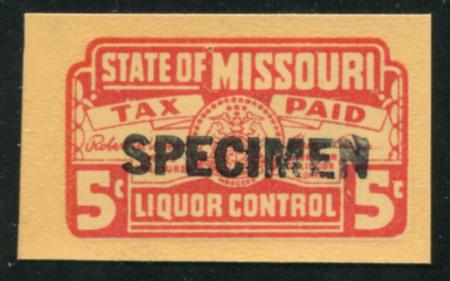 STATE OF MISSOURI
TAX PAID
SPECIMEN
5¢ 5¢
LIQUOR CONTROL